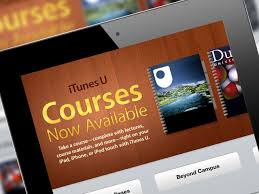 iTunes U
Courses
Now Available
Take a course—complete with lectures,
course materials, and more—right on your
iPad, iPhone, or iPod touch with iTunes U.
Du
Beyond Campus